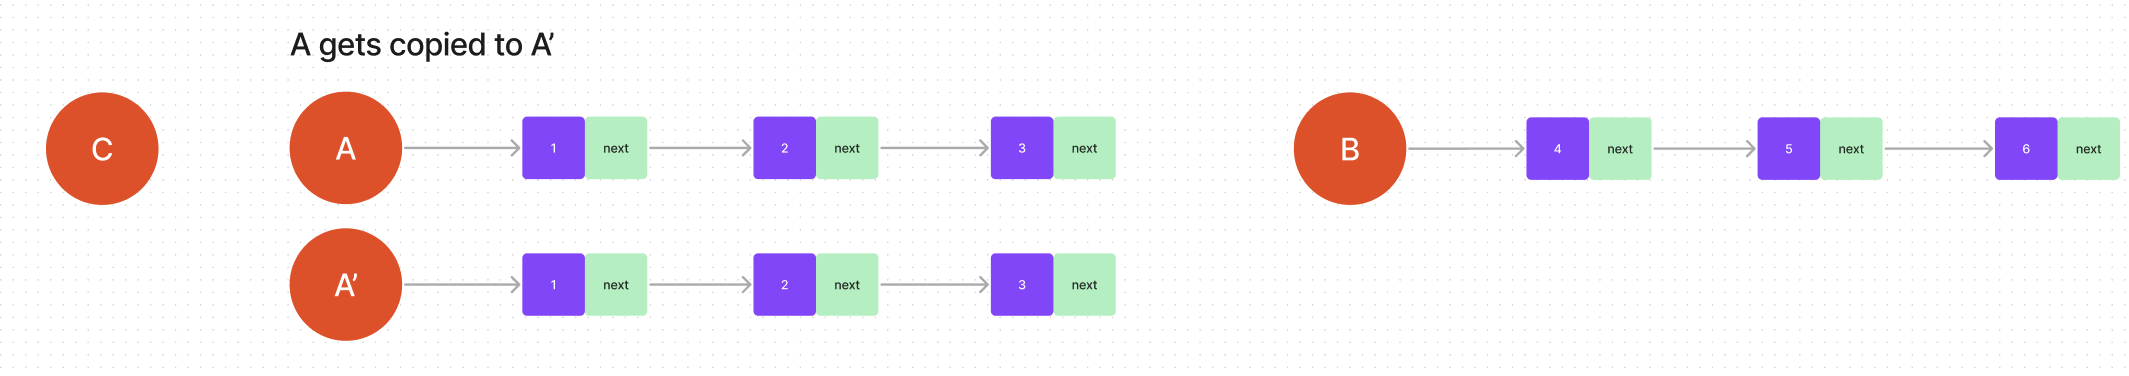 A gets copied to A’
C
A
1 next
2 next
3 next
B
4 next
5 next
6 next
A’
1 next
2 next
3 next